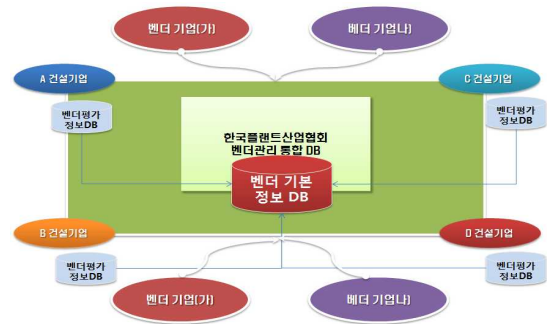 벤더 기업(가)
베더 기업나)
A 건설기업
C 건설기업
벤더평가
정보DB
벤더평가
정보DB
한국플랜트산업협회
벤더관리 통합 DB
벤더 기본
정보 DB
B 건설기업
D 건설기업
벤더평가
정보DB
벤더평가
정보DB
벤더 기업(가)
베더 기업나)